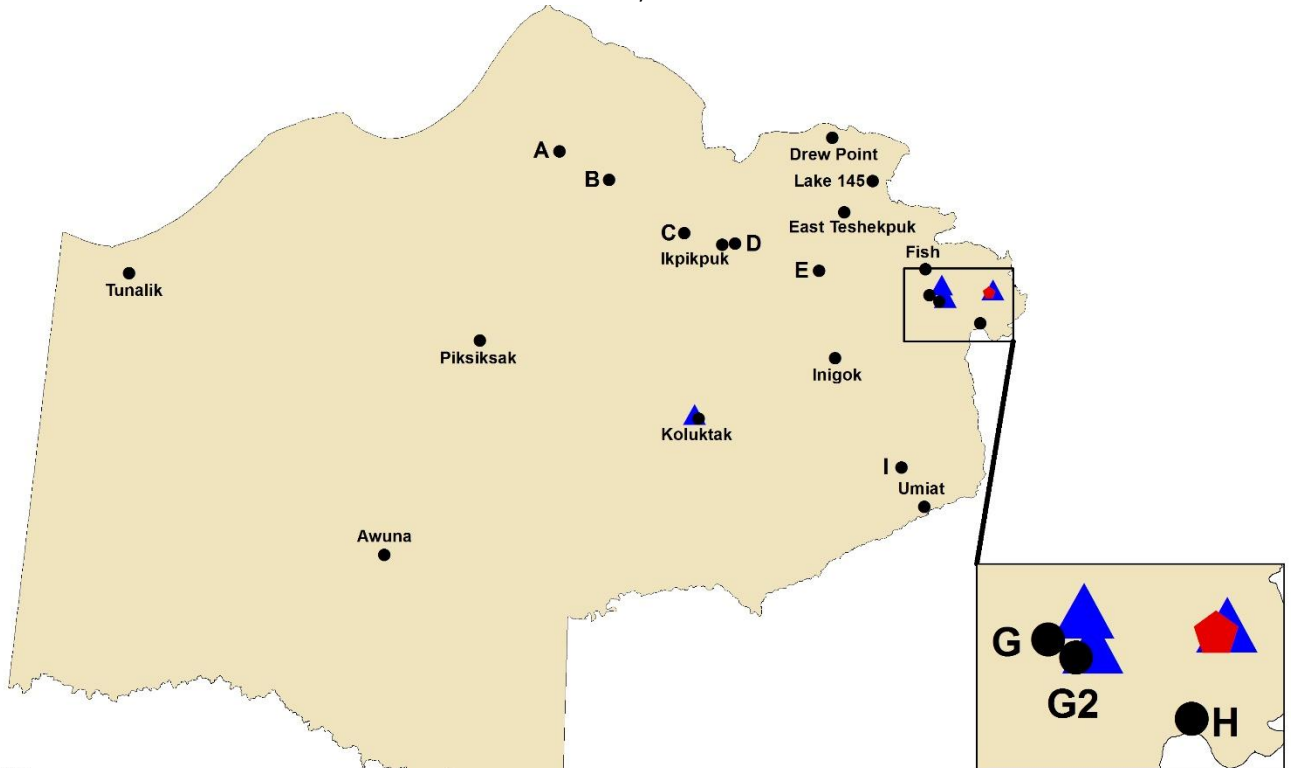 A
Drew Point
B
Lake 145
East Teshekpuk
C
D
Ikpikpuk
Fish
E
Tunalik
Piksiksak
Inigok
Koluktak
I
Umiat
Awuna
G
G2
H